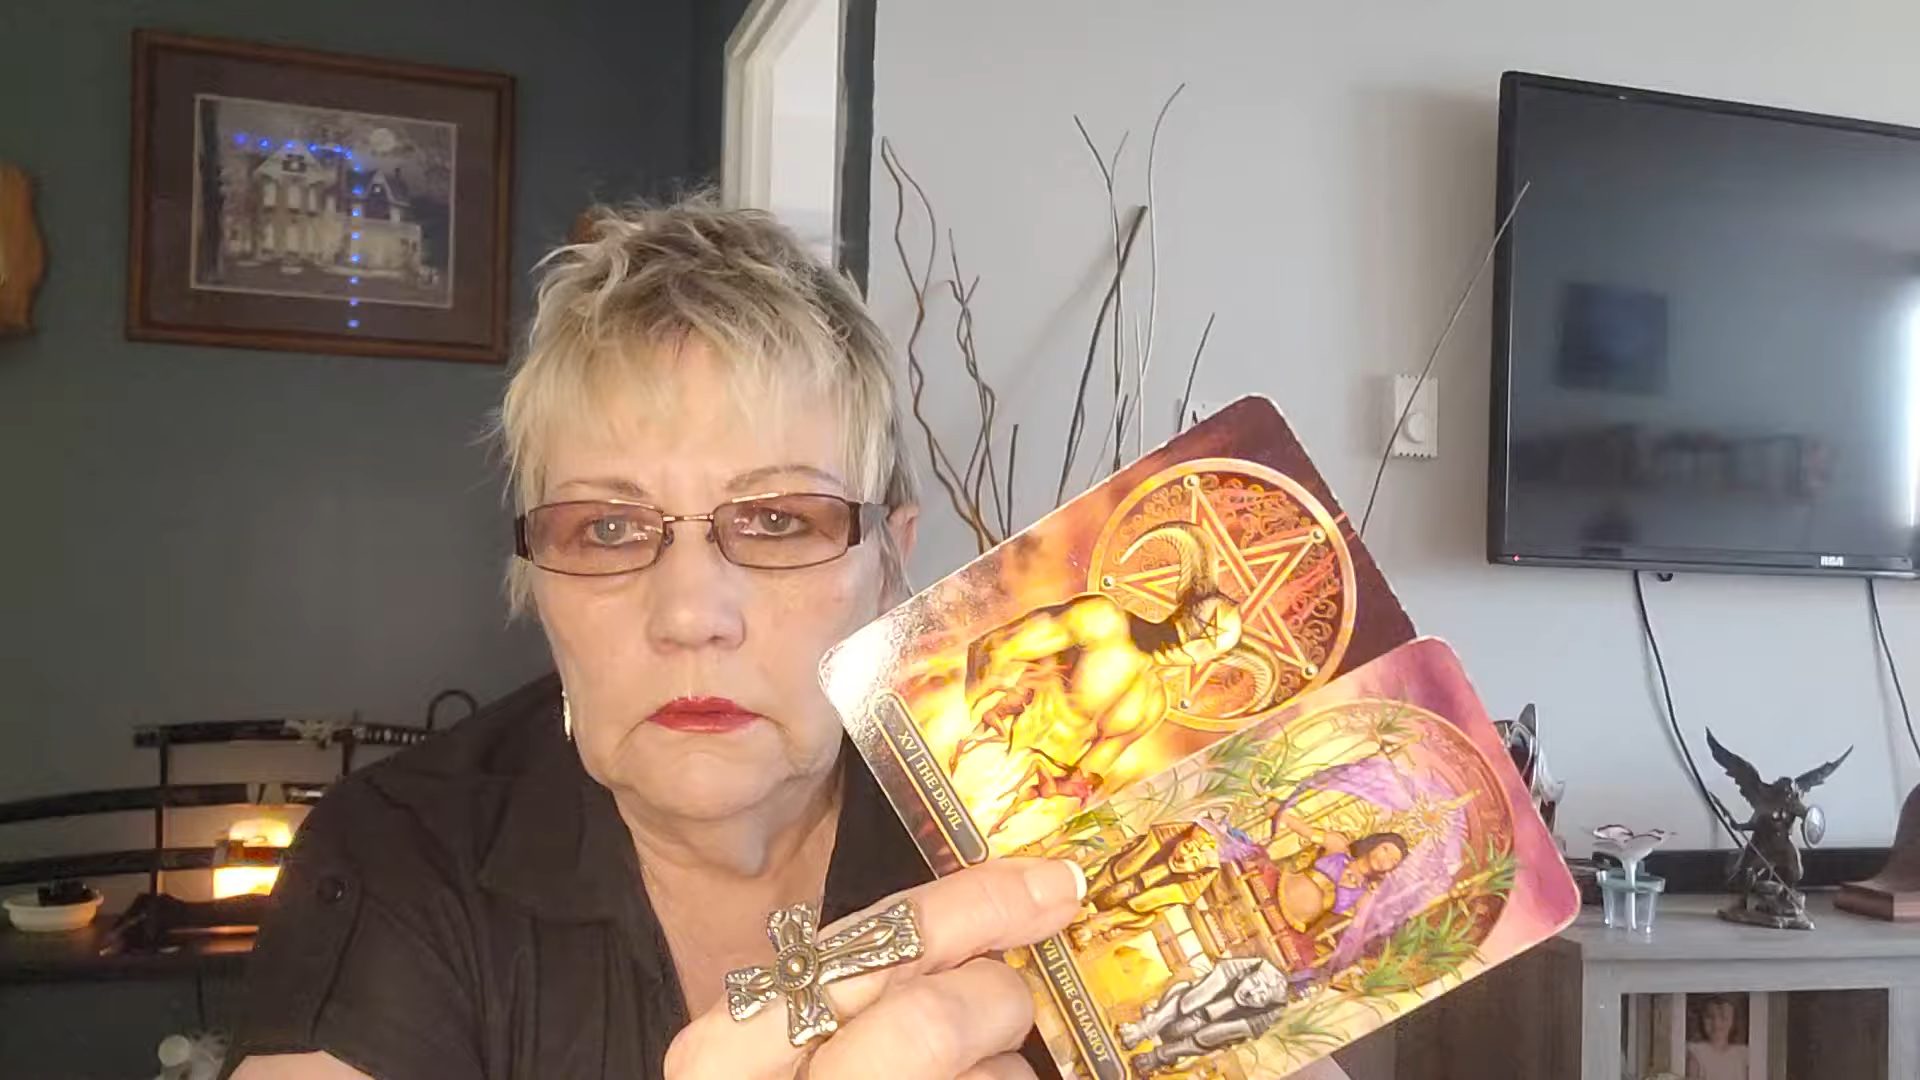 XV | THE DEVIL
VII | THE CHARIOT
RCA